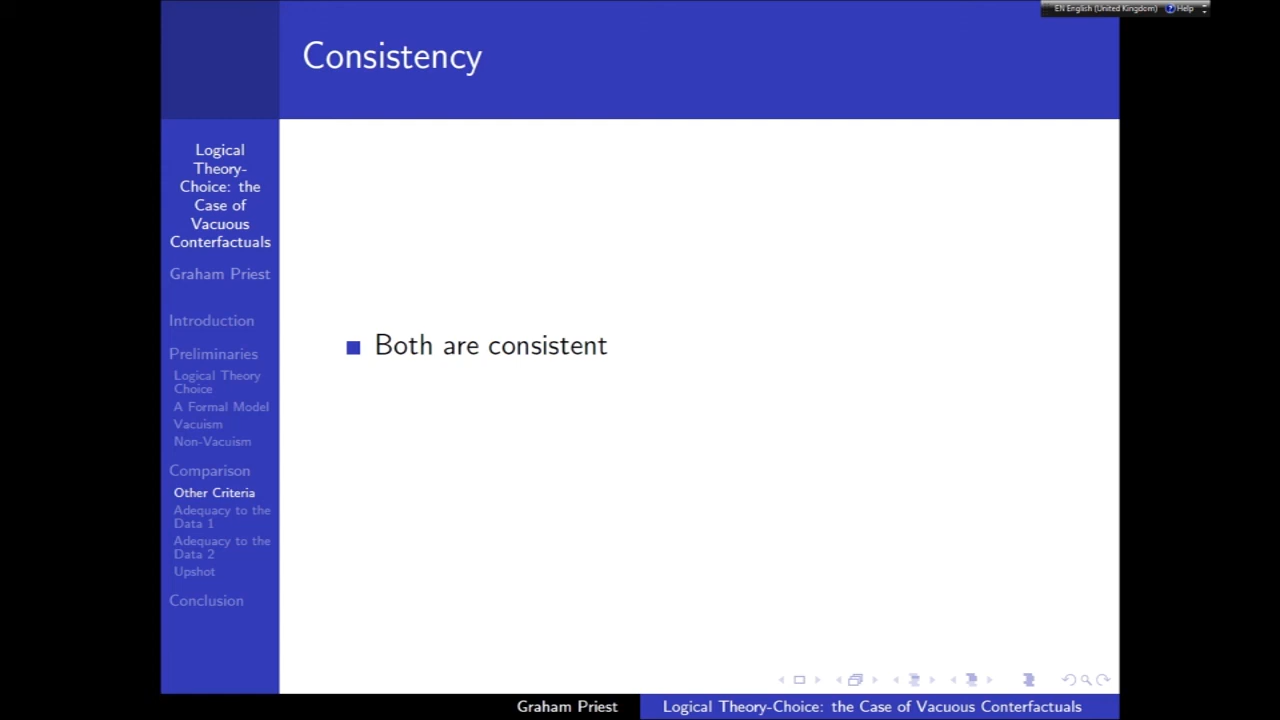 EN English (United Kingdom) Help
Consistency
Logical
Theory-
Choice: the
Case of
Vacuous
Conterfactuals
Graham Priest
Introduction
Preliminaries
Logical Theory
Choice
A Formal Model
Vacuism
Non-Vacuism
Comparison
Other Criteria
Adequacy to the
Data 1
Adequacy to the
Data 2
Upshot
Conclusion
Both are consistent
Graham Priest
Logical Theory-Choice: the Case of Vacuous Conterfactuals